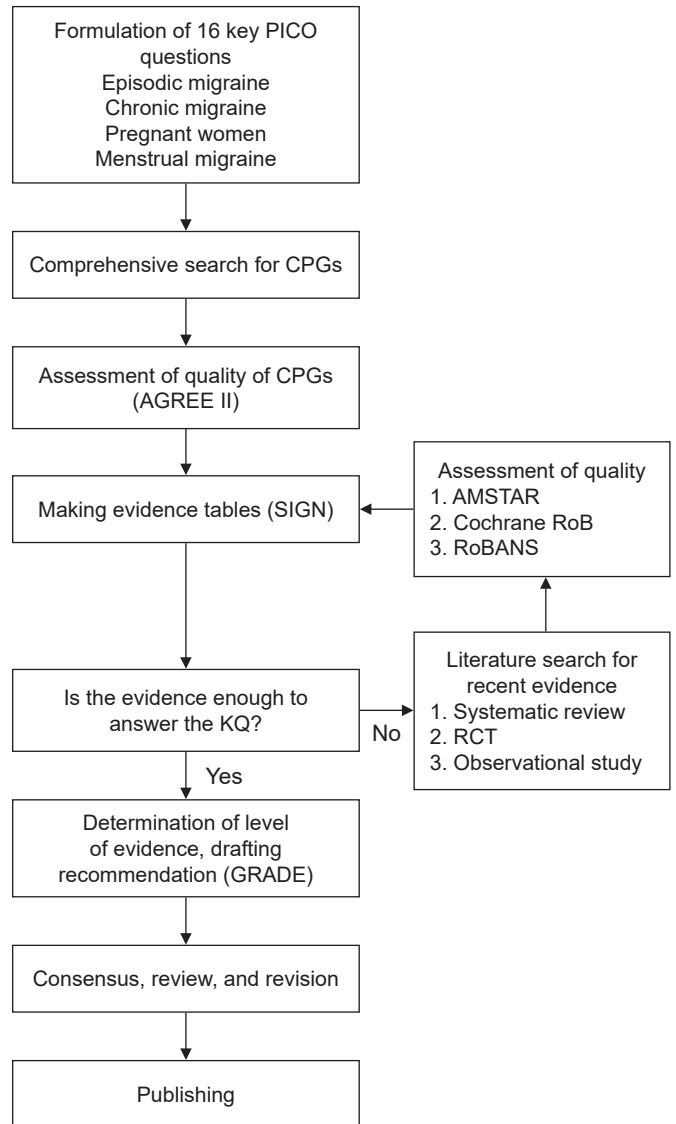 Formulation of 16 key PICO
questions
Episodic migraine
Chronic migraine
Pregnant women
Menstrual migraine
Comprehensive search for CPGs
Assessment of quality of CPGs
(AGREE II)
Making evidence tables (SIGN)
Assessment of quality
1. AMSTAR
2. Cochrane RoB
3. RoBANS
Is the evidence enough to
answer the KQ?
No
Literature search for
recent evidence
1. Systematic review
2. RCT
3. Observational study
Yes
Determination of level
of evidence, drafting
recommendation (GRADE)
Consensus, review, and revision
Publishing